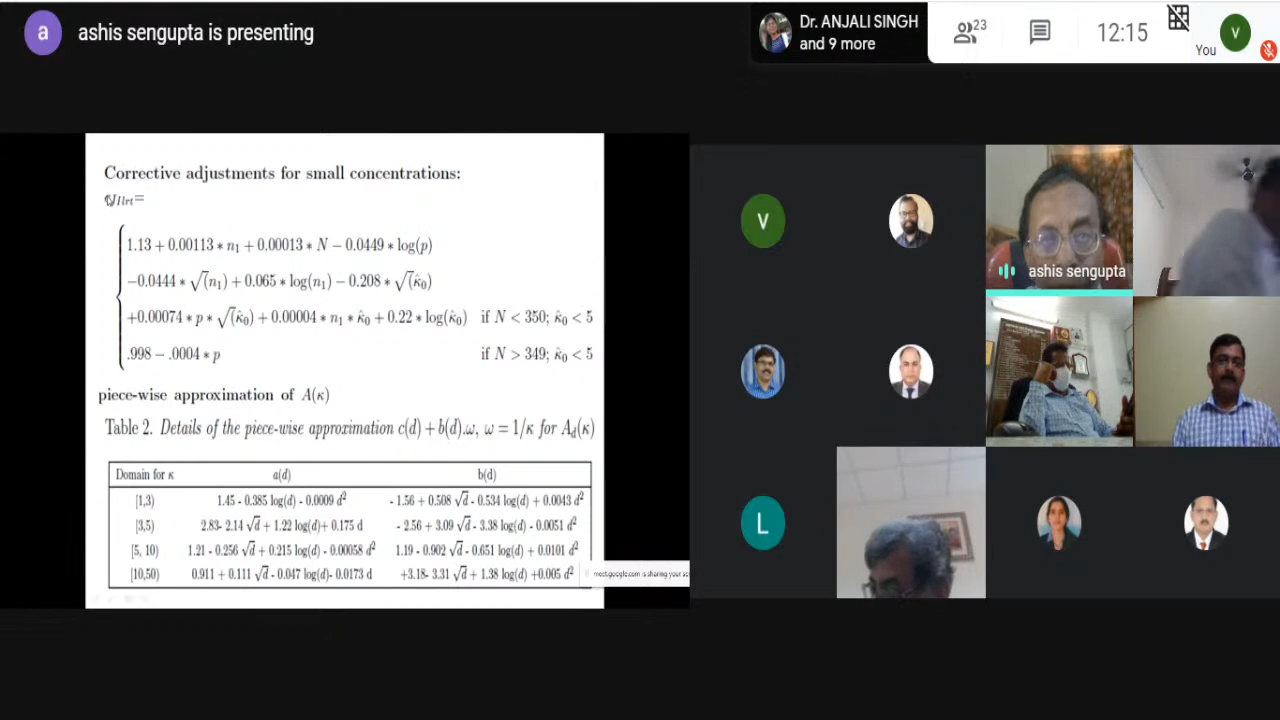 a
ashis sengupta is presenting
Dr. ANJALI SINGH
and 9 more
23
12:15
You
V
Corrective adjustments for small concentrations:
1.13 + 0.00113 * n₁ + 0.00013 * N − 0.0449 * log(p)
−0.0444 * √(n₁) + 0.065 * log(n₁) − 0.208 * √(κ̂₀)
+0.00074 * p * √(κ̂₀) + 0.00004 * n₁ * κ̂₀ + 0.22 * log(κ̂₀) if N < 350; κ̂₀ < 5
.998 − .0004 * p if N > 349; κ̂₀ < 5
piece-wise approximation of A(κ)
Table 2. Details of the piece-wise approximation c(d) + b(d).ω, ω = 1/κ for A_d(κ)
Domain for κ a(d) b(d)
[1,3) 1.45 - 0.385 log(d) - 0.0009 d² - 1.56 + 0.508 √d - 0.534 log(d) + 0.0043 d²
[3,5) 2.83- 2.14 √d + 1.22 log(d)+ 0.175 d - 2.56 + 3.09 √d - 3.38 log(d) - 0.0051 d²
[5, 10) 1.21 - 0.256 √d + 0.215 log(d) - 0.00058 d² 1.19 - 0.902 √d - 0.651 log(d) + 0.0101 d²
[10,50) 0.911 + 0.111 √d - 0.047 log(d)- 0.0173 d +3.18- 3.31 √d + 1.38 log(d) +0.005 d²
meet.google.com is sharing your sc
V
ashis sengupta
L